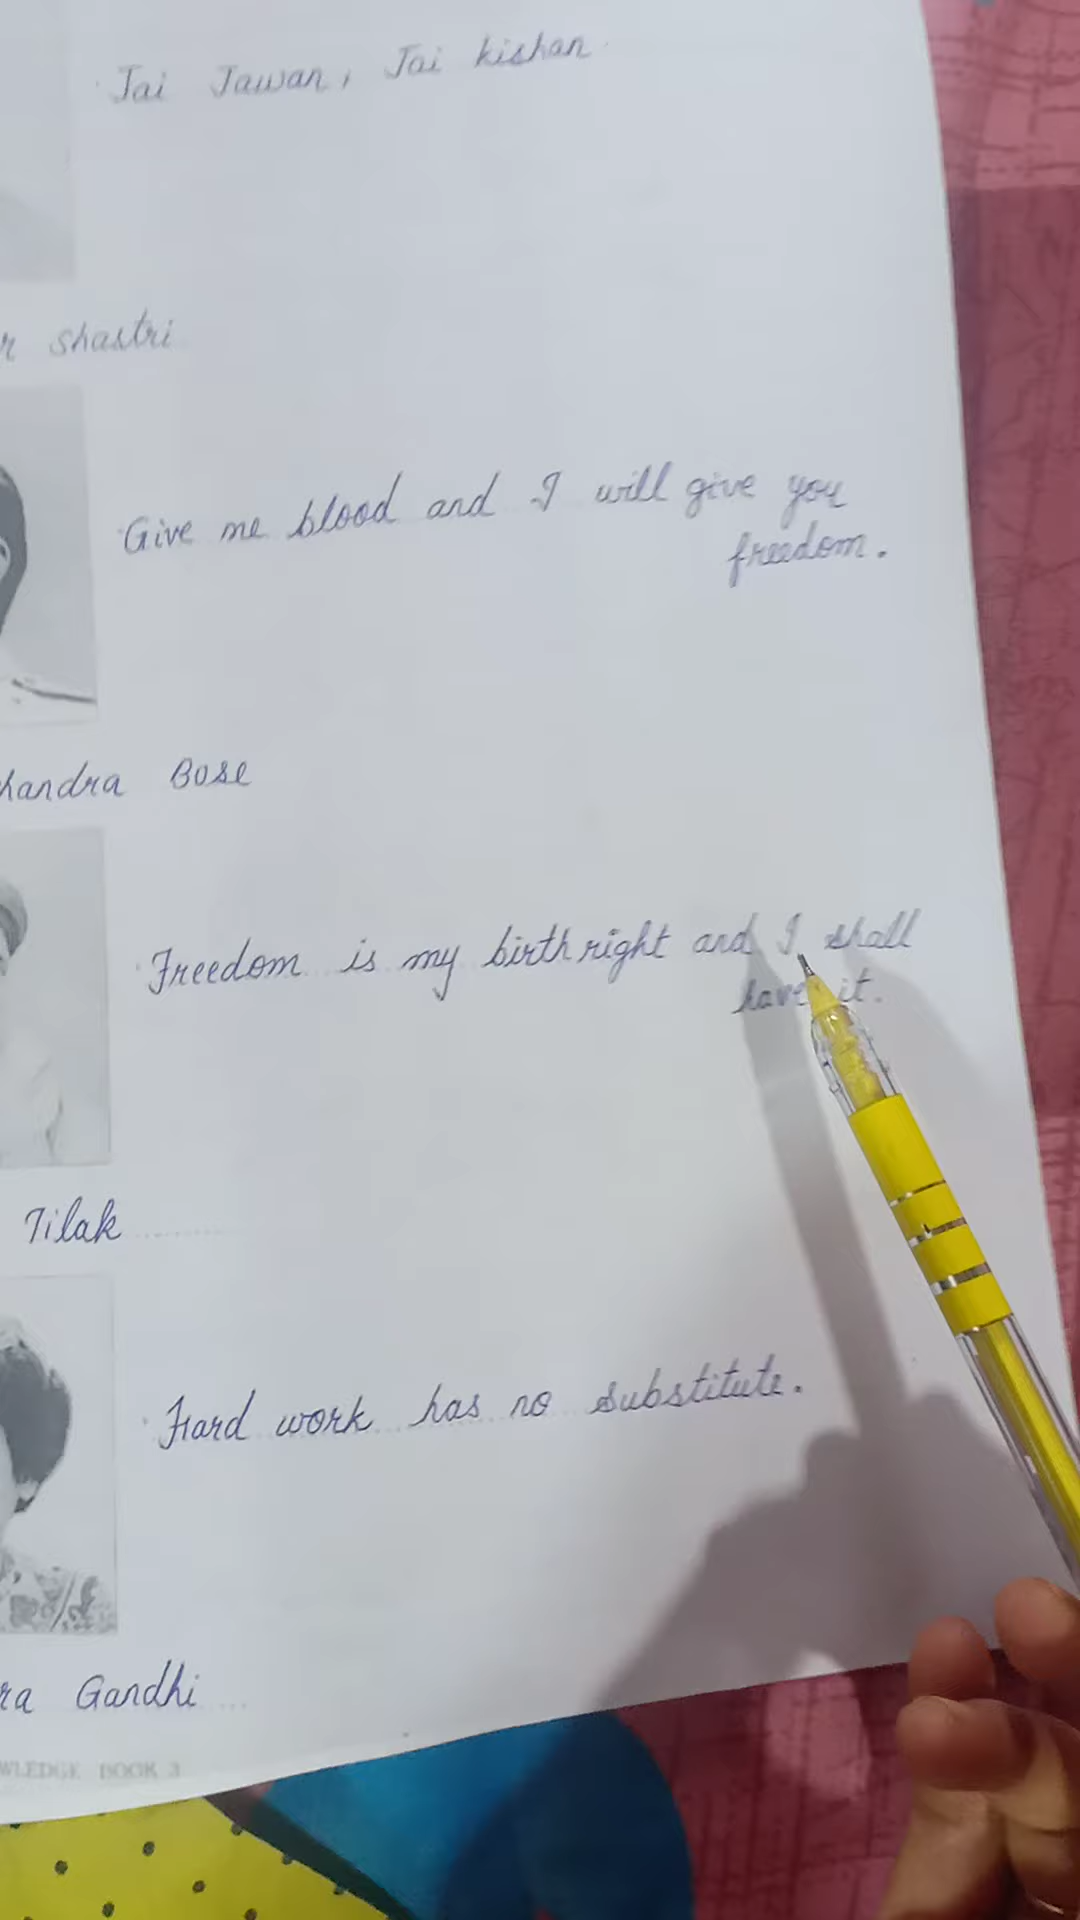 Jai Jawan, Jai kishan
r Shastri
Give me blood and I will give you
freedom.
handra Bose
Freedom is my birthright and I shall
have it.
Tilak
Hard work has no substitute.
ra Gandhi
WLEDGE BOOK 3